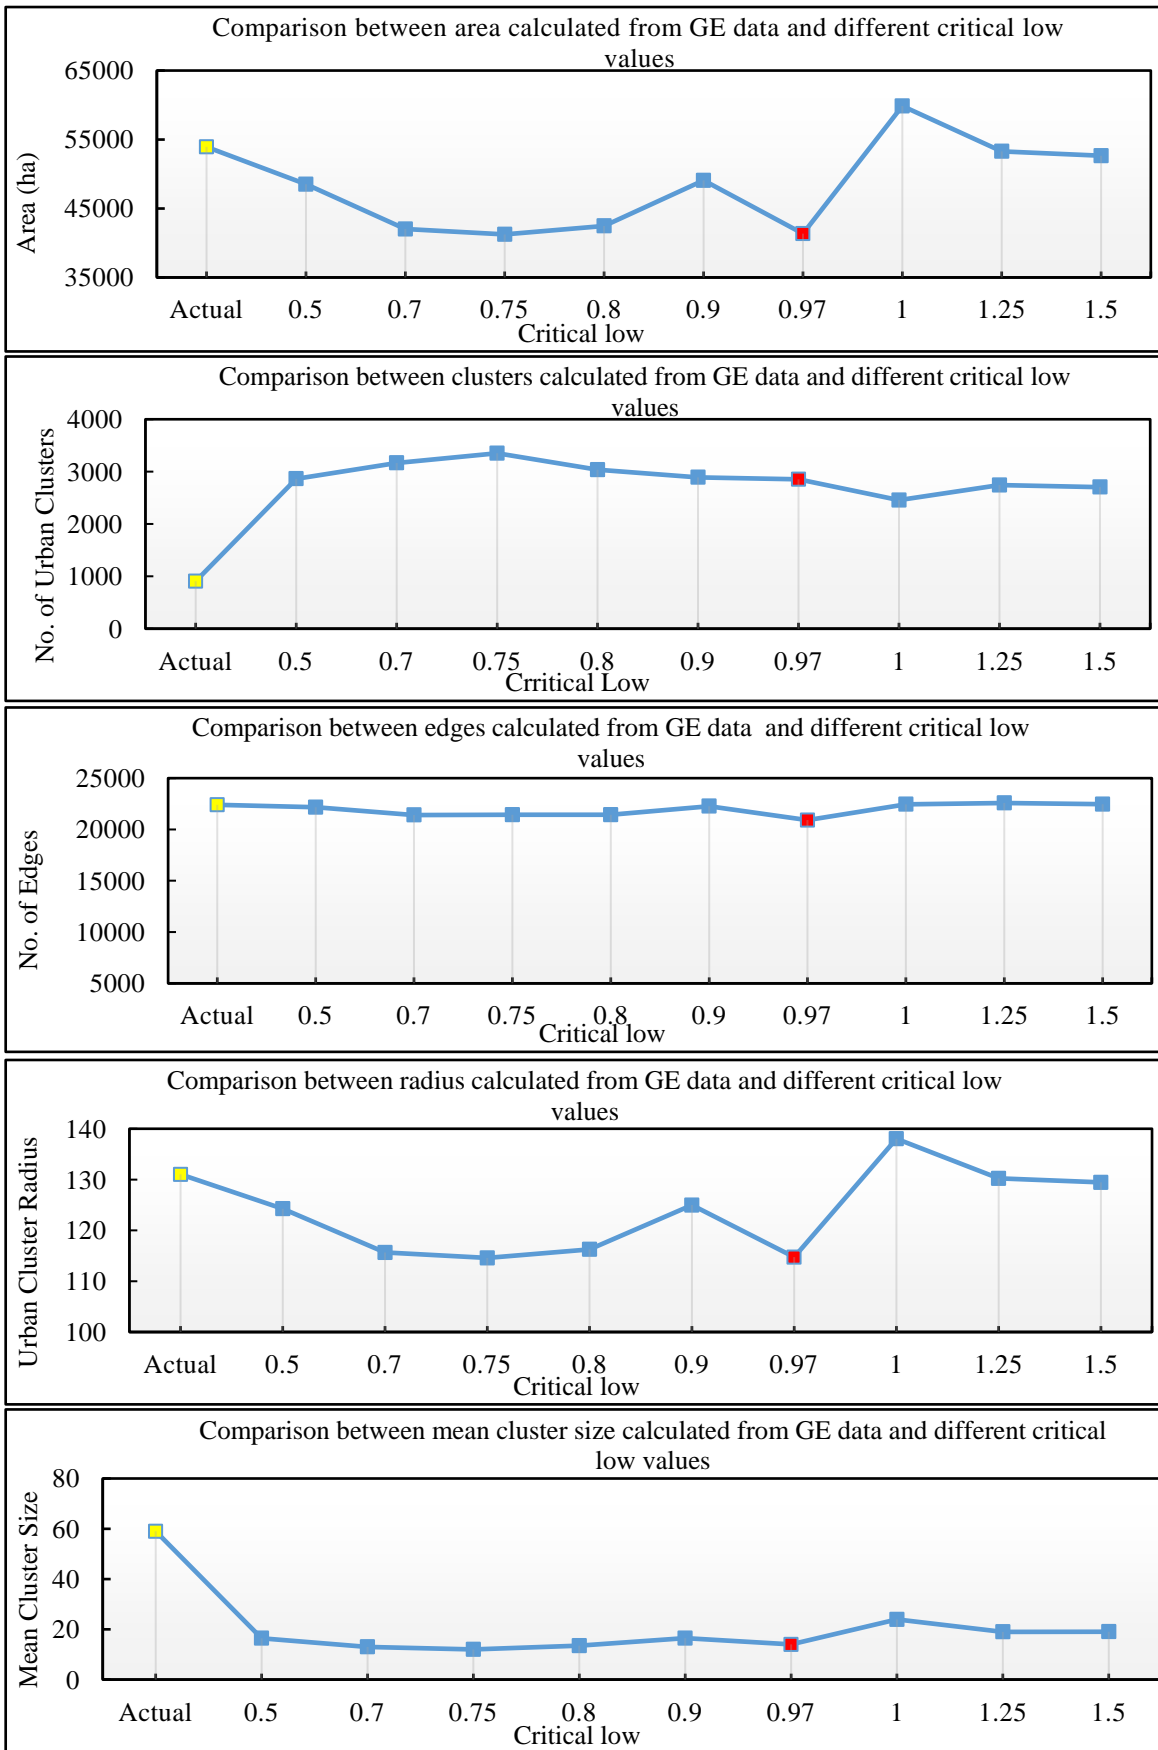 Comparison between area calculated from GE data and different critical low
values
65000
55000
45000
35000
Area (ha)
Actual 0.5 0.7 0.75 0.8 0.9 0.97 1 1.25 1.5
Critical low
Comparison between clusters calculated from GE data and different critical low
values
4000
3000
2000
1000
0
No. of Urban Clusters
Actual 0.5 0.7 0.75 0.8 0.9 0.97 1 1.25 1.5
Crritical Low
Comparison between edges calculated from GE data and different critical low
values
25000
20000
15000
10000
5000
No. of Edges
Actual 0.5 0.7 0.75 0.8 0.9 0.97 1 1.25 1.5
Critical low
Comparison between radius calculated from GE data and different critical low
values
140
130
120
110
100
Urban Cluster Radius
Actual 0.5 0.7 0.75 0.8 0.9 0.97 1 1.25 1.5
Critical low
Comparison between mean cluster size calculated from GE data and different critical
low values
80
60
40
20
0
Mean Cluster Size
Actual 0.5 0.7 0.75 0.8 0.9 0.97 1 1.25 1.5
Critical low